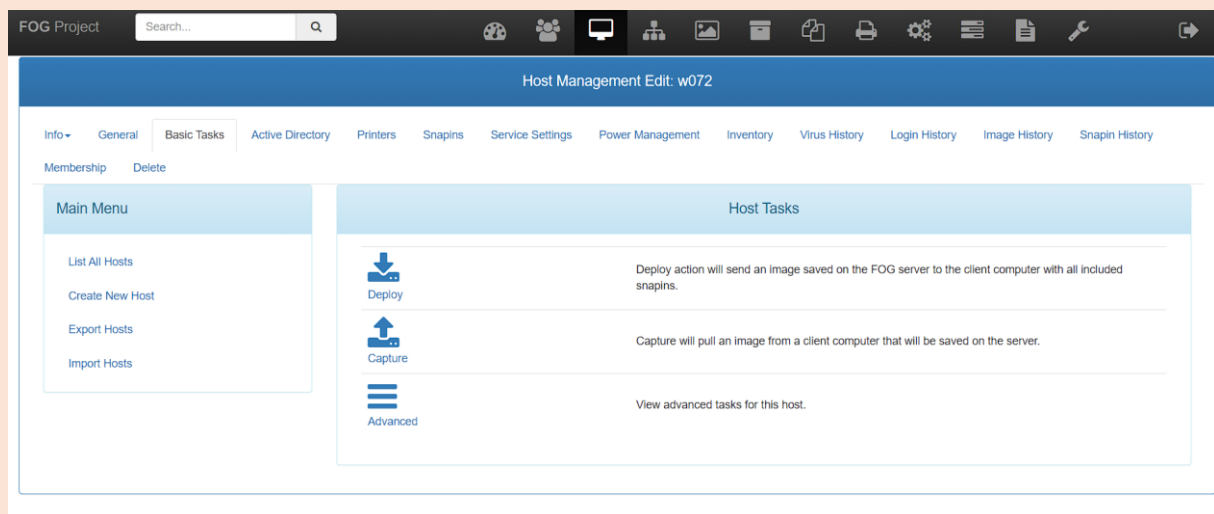 FOG Project Search...
Host Management Edit: w072
Info General Basic Tasks Active Directory Printers Snapins Service Settings Power Management Inventory Virus History Login History Image History Snapin History
Membership Delete
Main Menu
List All Hosts
Create New Host
Export Hosts
Import Hosts
Host Tasks
Deploy
Deploy action will send an image saved on the FOG server to the client computer with all included
snapins.
Capture
Capture will pull an image from a client computer that will be saved on the server.
Advanced
View advanced tasks for this host.